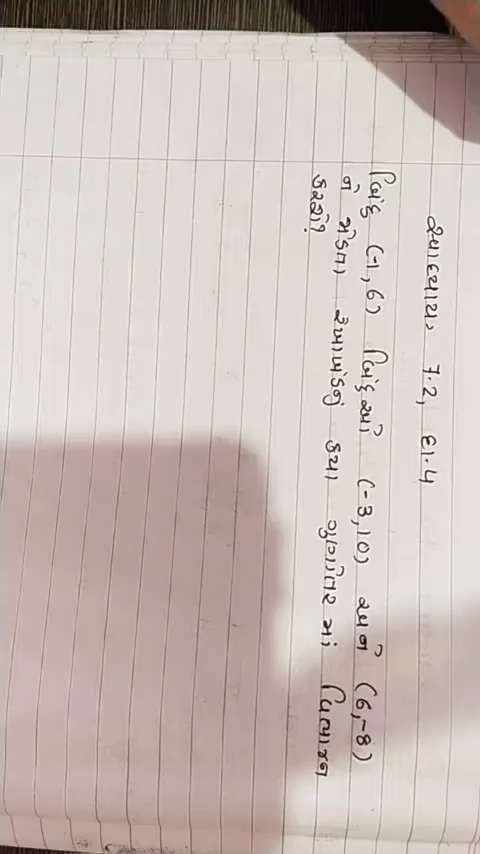 સ્વાધ્યાય, 7.2, દા.4
બિંદુ (-1,6) બિંદુઓ (-3,10) અને (6,-8)
ને જોડતા રેખાખંડનું કયા ગુણોત્તર માં વિભાજન
કરશે?